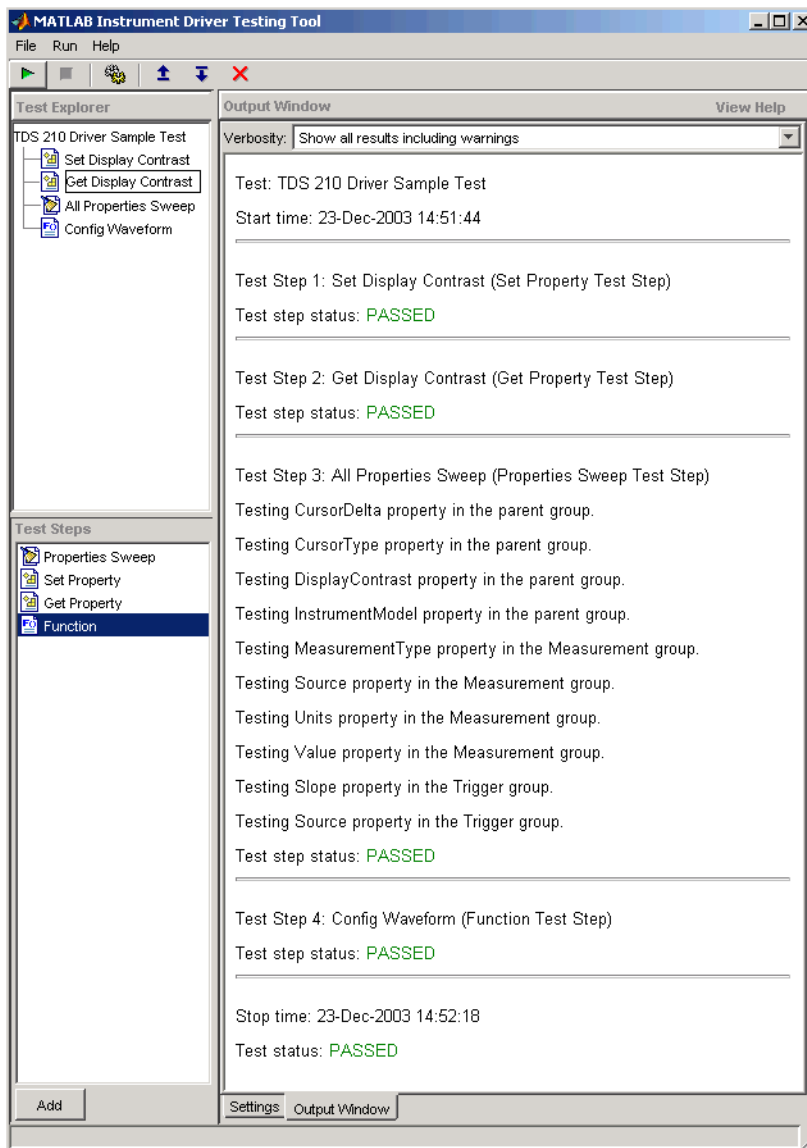 MATLAB Instrument Driver Testing Tool
File Run Help
Test Explorer
TDS 210 Driver Sample Test
Set Display Contrast
Get Display Contrast
All Properties Sweep
Config Waveform
Test Steps
Properties Sweep
Set Property
Get Property
Function
Add
Output Window View Help
Verbosity: Show all results including warnings
Test: TDS 210 Driver Sample Test
Start time: 23-Dec-2003 14:51:44
Test Step 1: Set Display Contrast (Set Property Test Step)
Test step status: PASSED
Test Step 2: Get Display Contrast (Get Property Test Step)
Test step status: PASSED
Test Step 3: All Properties Sweep (Properties Sweep Test Step)
Testing CursorDelta property in the parent group.
Testing CursorType property in the parent group.
Testing DisplayContrast property in the parent group.
Testing InstrumentModel property in the parent group.
Testing MeasurementType property in the Measurement group.
Testing Source property in the Measurement group.
Testing Units property in the Measurement group.
Testing Value property in the Measurement group.
Testing Slope property in the Trigger group.
Testing Source property in the Trigger group.
Test step status: PASSED
Test Step 4: Config Waveform (Function Test Step)
Test step status: PASSED
Stop time: 23-Dec-2003 14:52:18
Test status: PASSED
Settings Output Window